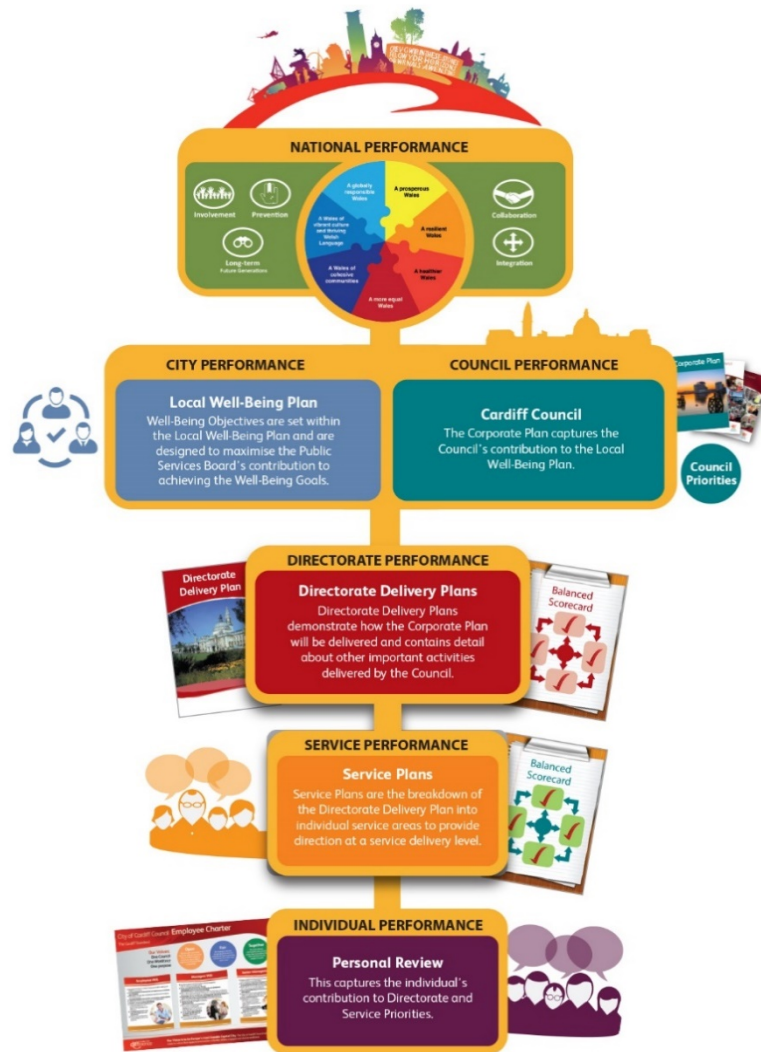 NATIONAL PERFORMANCE
Involvement
Prevention
Long-term
Future Generations
A globally
responsible
Wales
A prosperous
Wales
A Wales of
vibrant culture
and thriving
Welsh
Language
A resilient
Wales
A Wales of
cohesive
communities
A healthier
Wales
A more equal
Wales
Collaboration
Integration
CITY PERFORMANCE
Local Well-Being Plan
Well-Being Objectives are set
within the Local Well-Being Plan and are
designed to maximise the Public
Services Board's contribution to
achieving the Well-Being Goals.
COUNCIL PERFORMANCE
Cardiff Council
The Corporate Plan captures the
Council's contribution to the Local
Well-Being Plan.
Corporate Plan
Council
Priorities
DIRECTORATE PERFORMANCE
Directorate
Delivery Plan
Directorate Delivery Plans
Directorate Delivery Plans
demonstrate how the Corporate Plan
will be delivered and contains detail
about other important activities
delivered by the Council.
Balanced
Scorecard
SERVICE PERFORMANCE
Service Plans
Service Plans are the breakdown of
the Directorate Delivery Plan into
individual service areas to provide
direction at a service delivery level.
Balanced
Scorecard
INDIVIDUAL PERFORMANCE
City of Cardiff Council Employee Charter
Personal Review
This captures the individual's
contribution to Directorate and
Service Priorities.